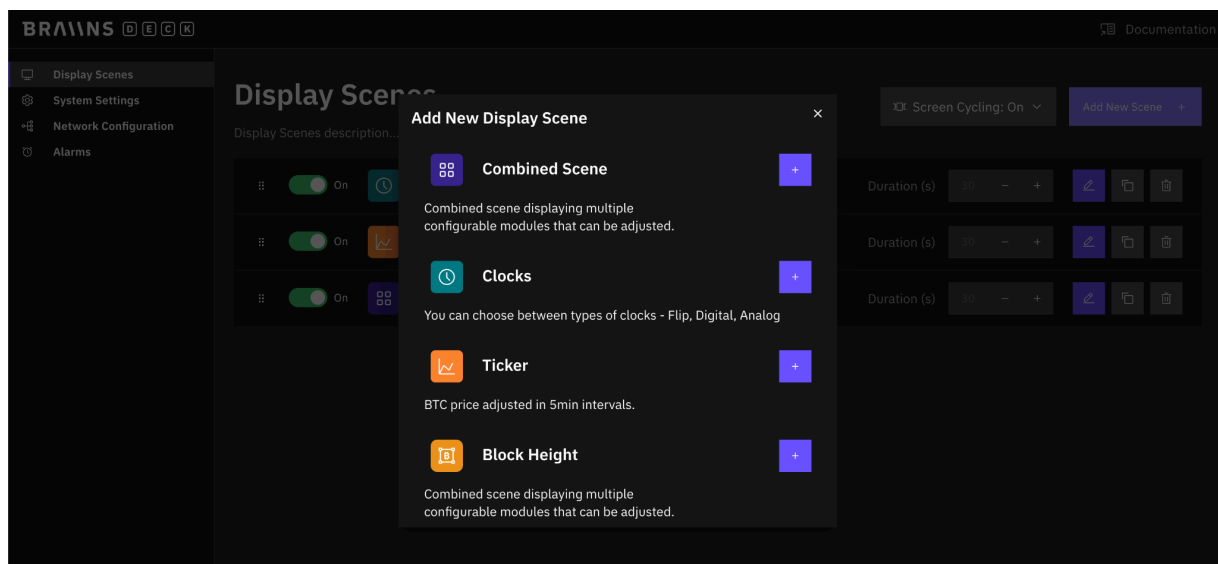 BRAIINS DECK
Documentation
Display Scenes
System Settings
Network Configuration
Alarms
Display Scenes
Display Scenes description...
Screen Cycling: On
Add New Scene +
On
Duration (s) 30 - +
On
Duration (s) 30 - +
On
Duration (s) 30 - +
Add New Display Scene
Combined Scene
Combined scene displaying multiple
configurable modules that can be adjusted.
Clocks
You can choose between types of clocks - Flip, Digital, Analog
Ticker
BTC price adjusted in 5min intervals.
Block Height
Combined scene displaying multiple
configurable modules that can be adjusted.